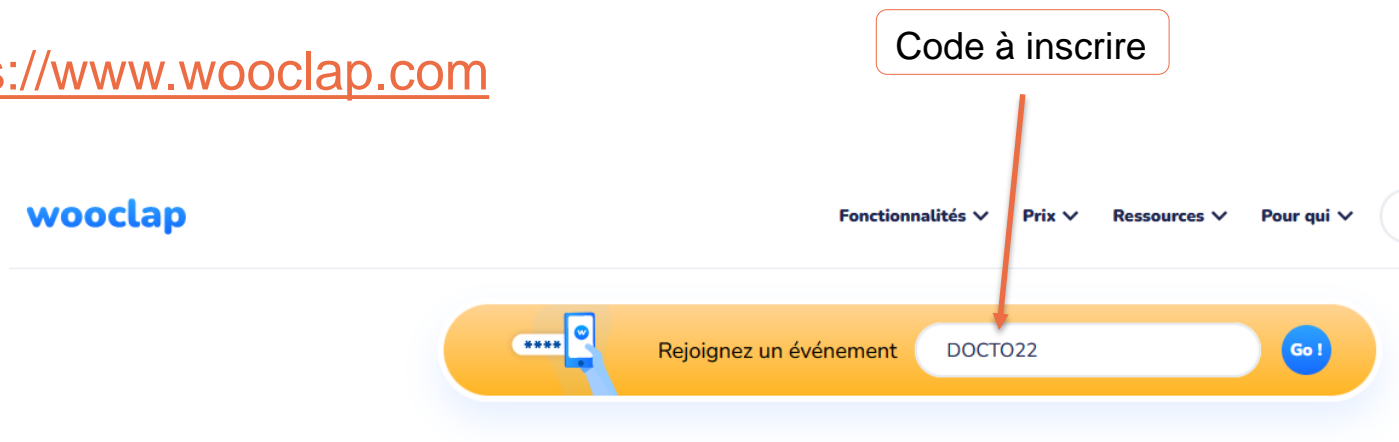 Code à inscrire
s://www.wooclap.com
wooclap
Fonctionnalités Prix Ressources Pour qui
**** w
Rejoignez un événement DOCTO22 Go !